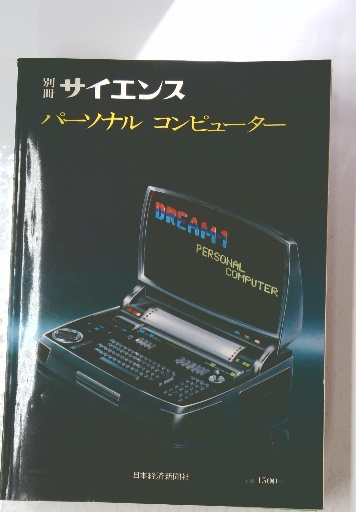 別冊 サイエンス
パーソナル コンピューター
DREAM 1
PERSONAL
COMPUTER
日本経済新聞社
1500